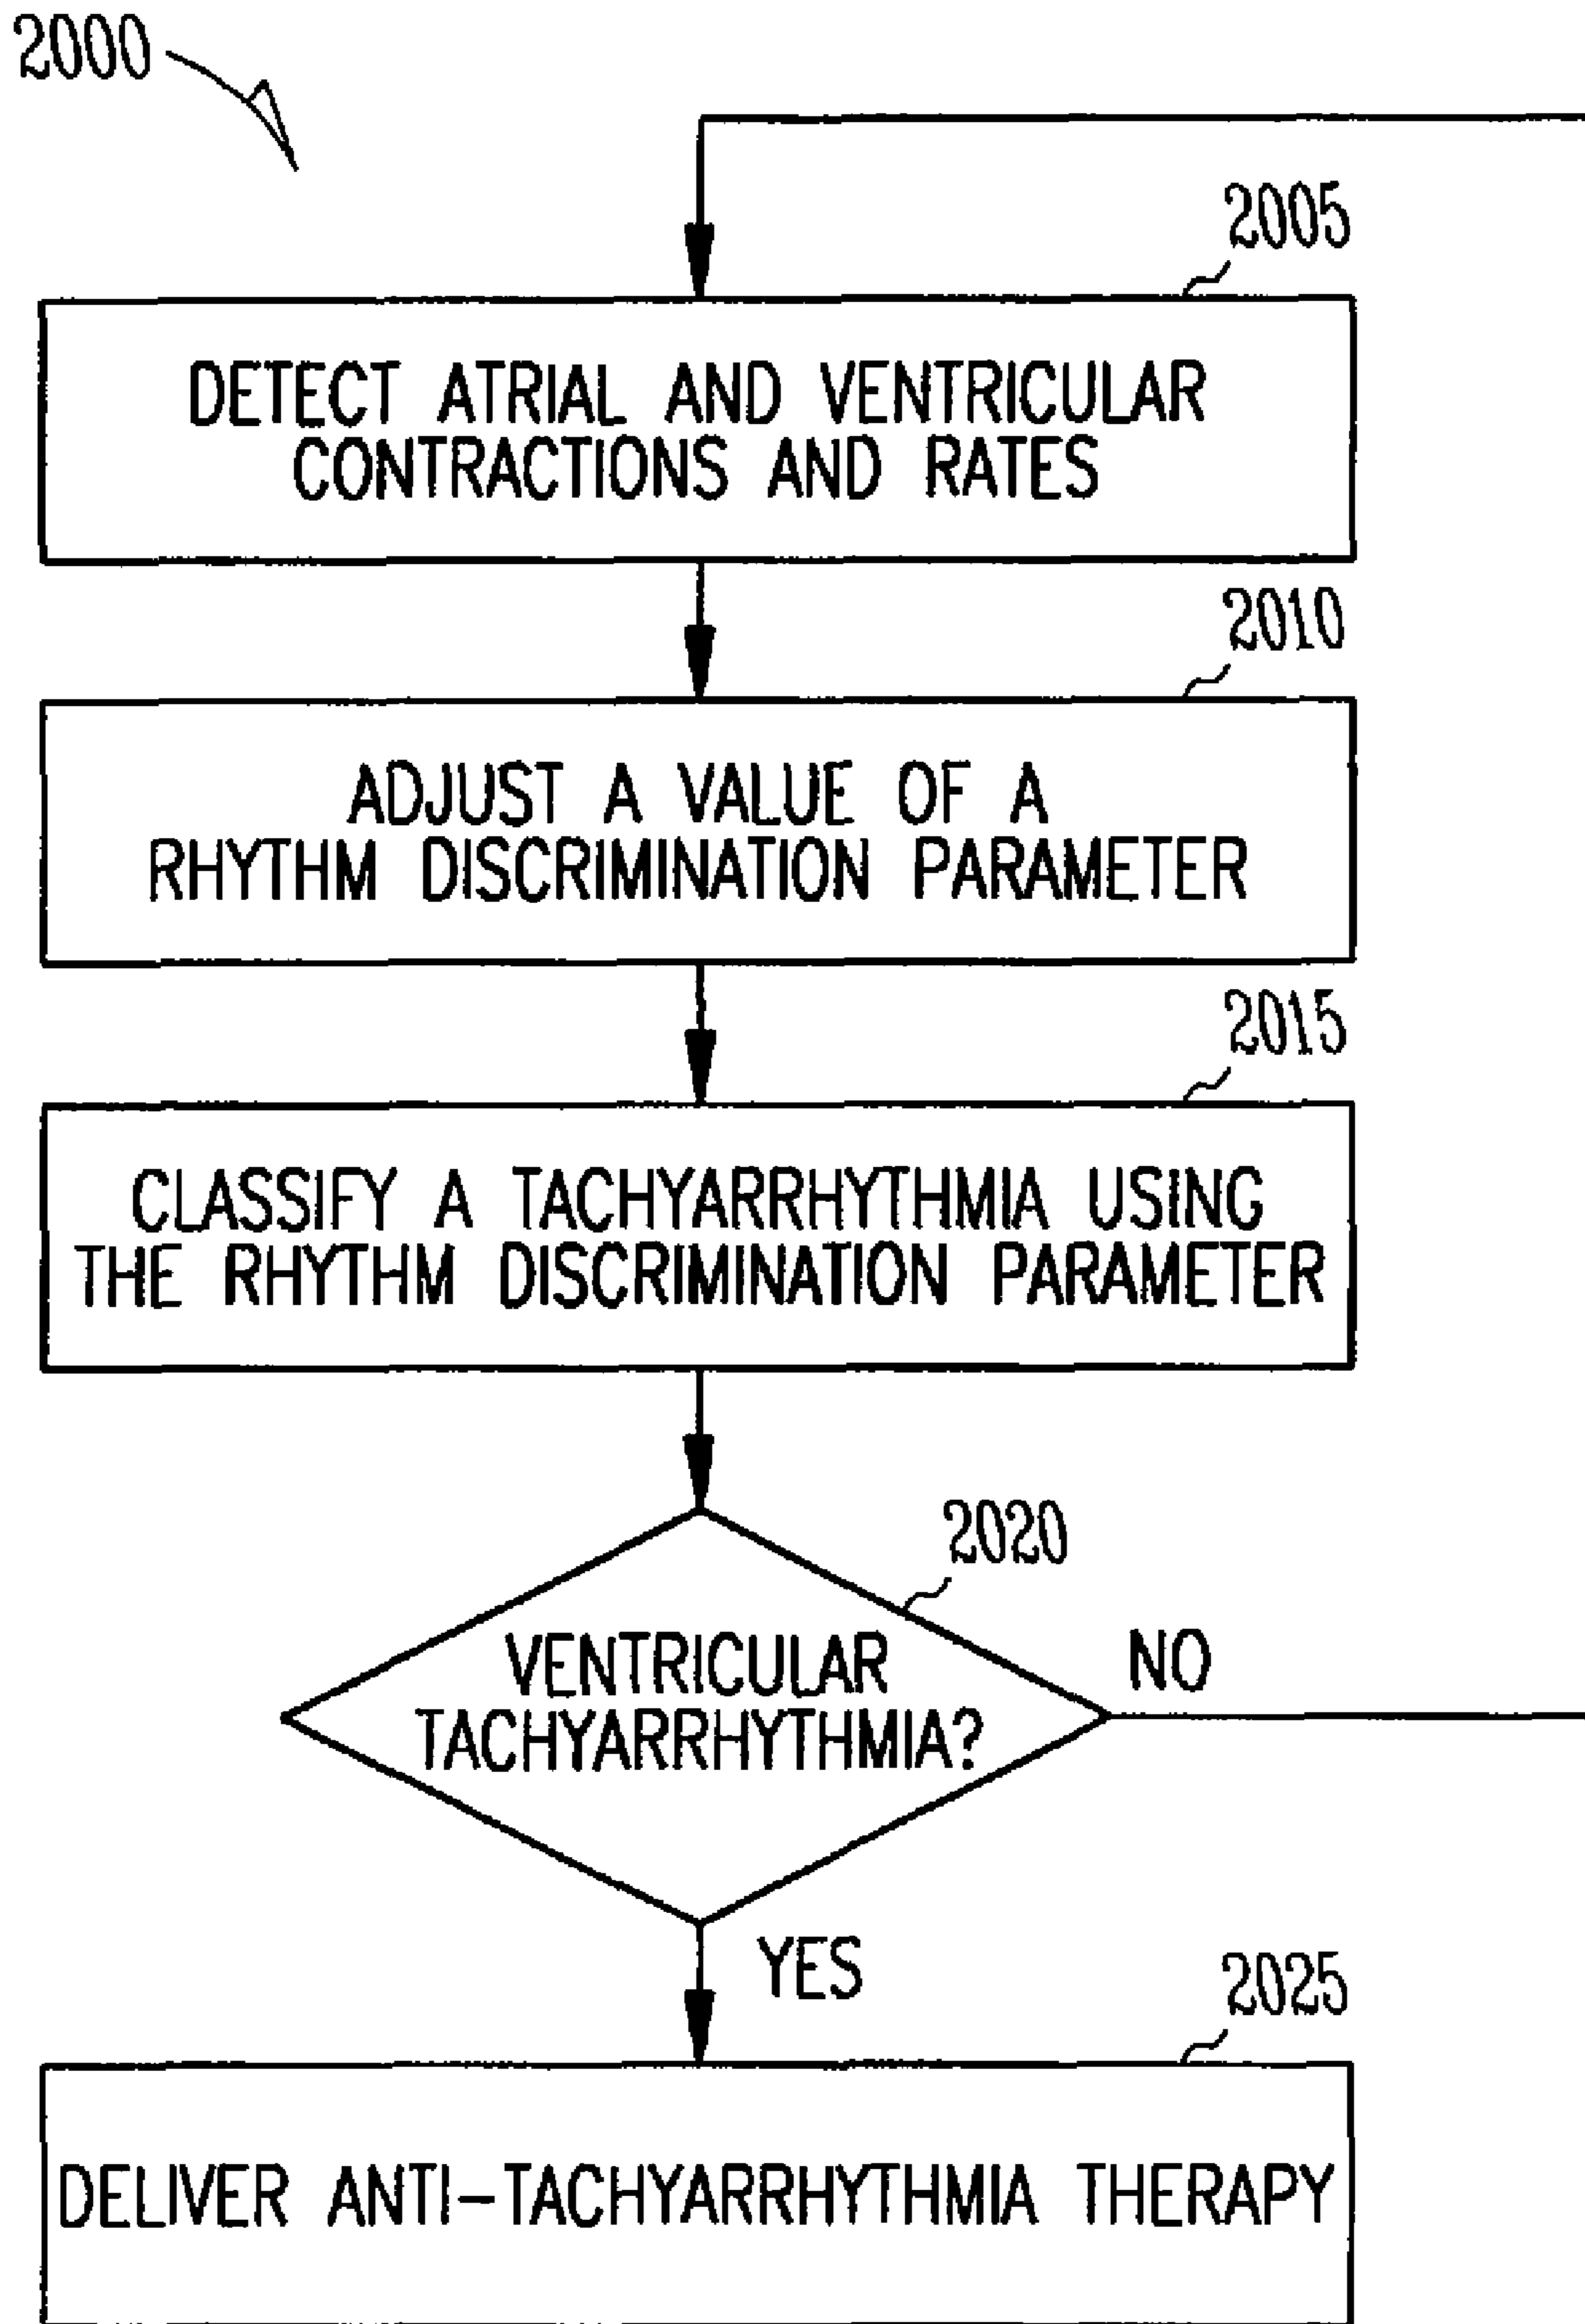 2000
2005
DETECT ATRIAL AND VENTRICULAR
CONTRACTIONS AND RATES
2010
ADJUST A VALUE OF A
RHYTHM DISCRIMINATION PARAMETER
2015
CLASSIFY A TACHYARRHYTHMIA USING
THE RHYTHM DISCRIMINATION PARAMETER
2020
VENTRICULAR
TACHYARRHYTHMIA?
NO
YES
2025
DELIVER ANTI-TACHYARRHYTHMIA THERAPY